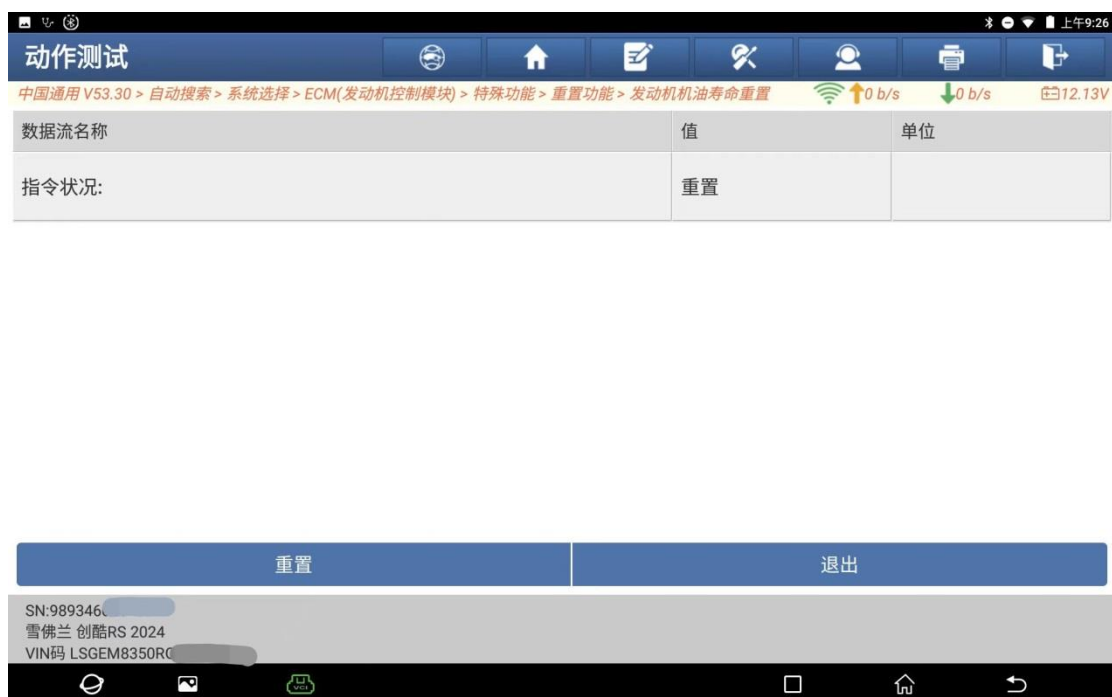 上午9:26
动作测试
中国通用 V53.30 > 自动搜索 > 系统选择 > ECM(发动机控制模块) > 特殊功能 > 重置功能 > 发动机机油寿命重置 0 b/s 0 b/s 12.13V
数据流名称 值 单位
指令状况: 重置
重置 退出
SN:989346
雪佛兰 创酷RS 2024
VIN码 LSGEM8350R
VCI